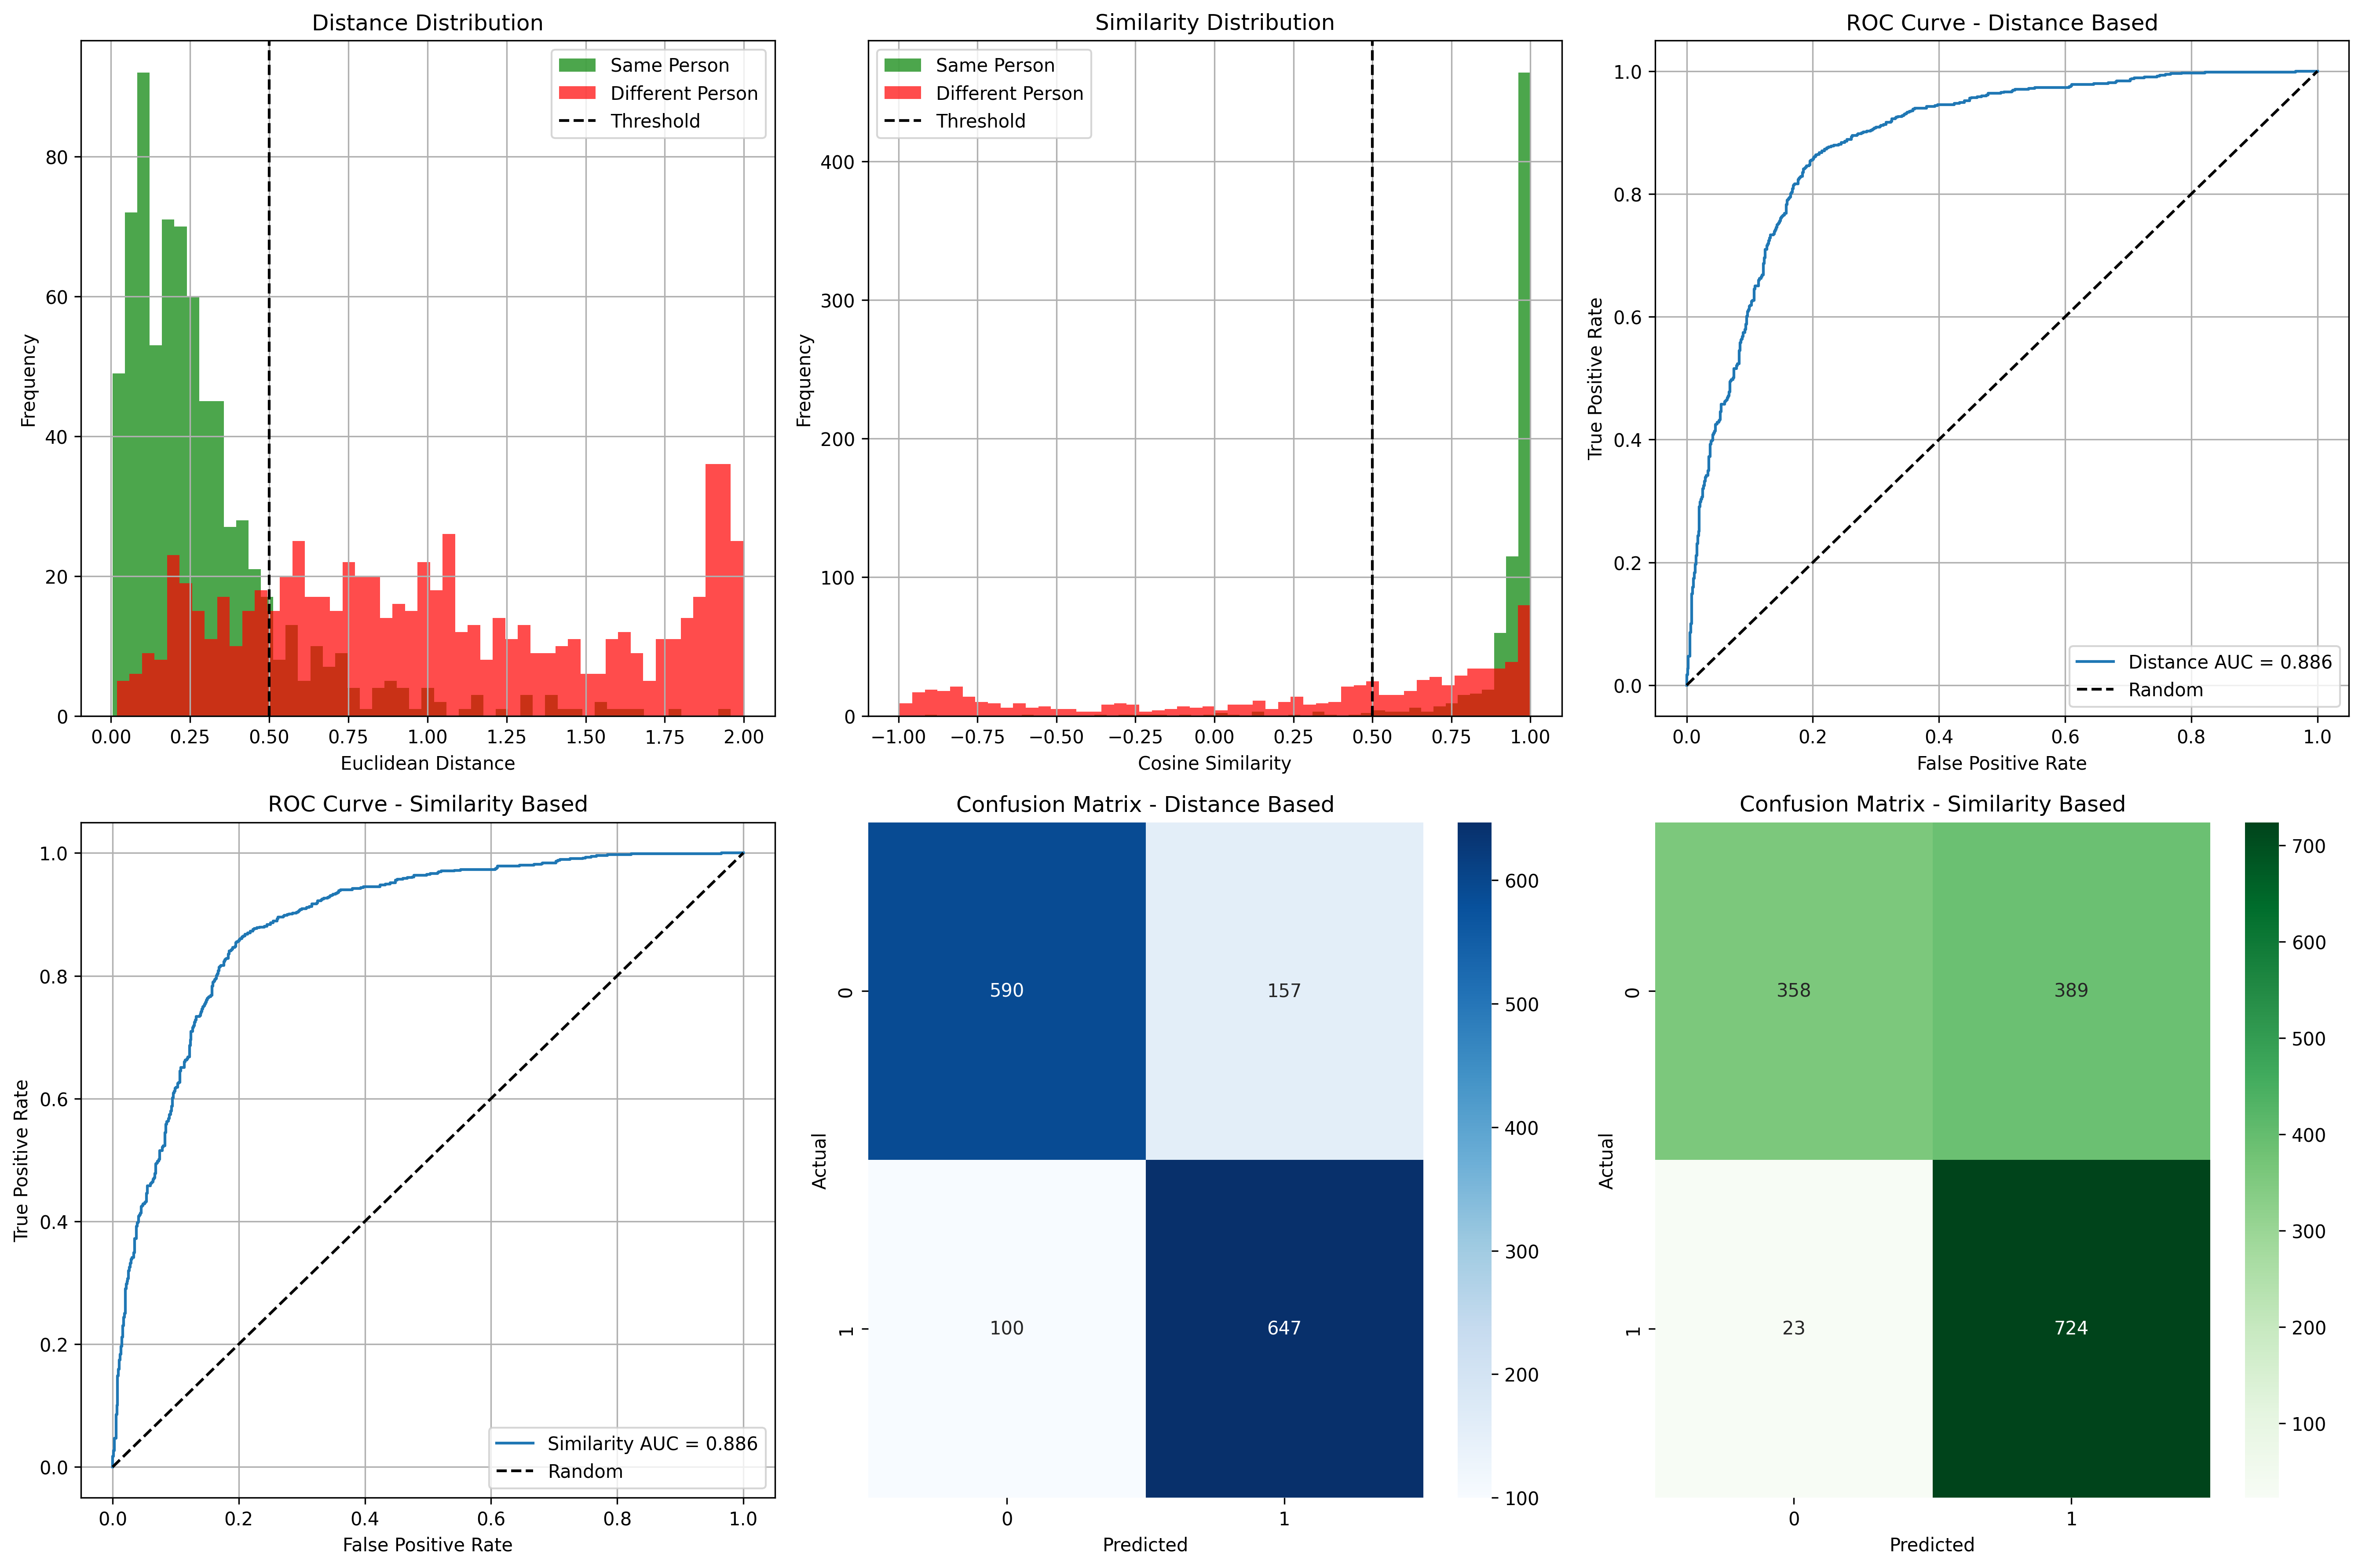 Distance Distribution
Same Person
Different Person
Threshold
80
60
40
20
0
Frequency
0.00 0.25 0.50 0.75 1.00 1.25 1.50 1.75 2.00
Euclidean Distance
Similarity Distribution
Same Person
Different Person
Threshold
400
300
200
100
0
Frequency
−1.00 −0.75 −0.50 −0.25 0.00 0.25 0.50 0.75 1.00
Cosine Similarity
ROC Curve - Distance Based
1.0
0.8
0.6
0.4
0.2
0.0
True Positive Rate
Distance AUC = 0.886
Random
0.0 0.2 0.4 0.6 0.8 1.0
False Positive Rate
ROC Curve - Similarity Based
1.0
0.8
0.6
0.4
0.2
0.0
True Positive Rate
Similarity AUC = 0.886
Random
0.0 0.2 0.4 0.6 0.8 1.0
False Positive Rate
Confusion Matrix - Distance Based
0
1
Actual
590 157
100 647
0 1
Predicted
600
500
400
300
200
100
Confusion Matrix - Similarity Based
0
1
Actual
358 389
23 724
0 1
Predicted
700
600
500
400
300
200
100